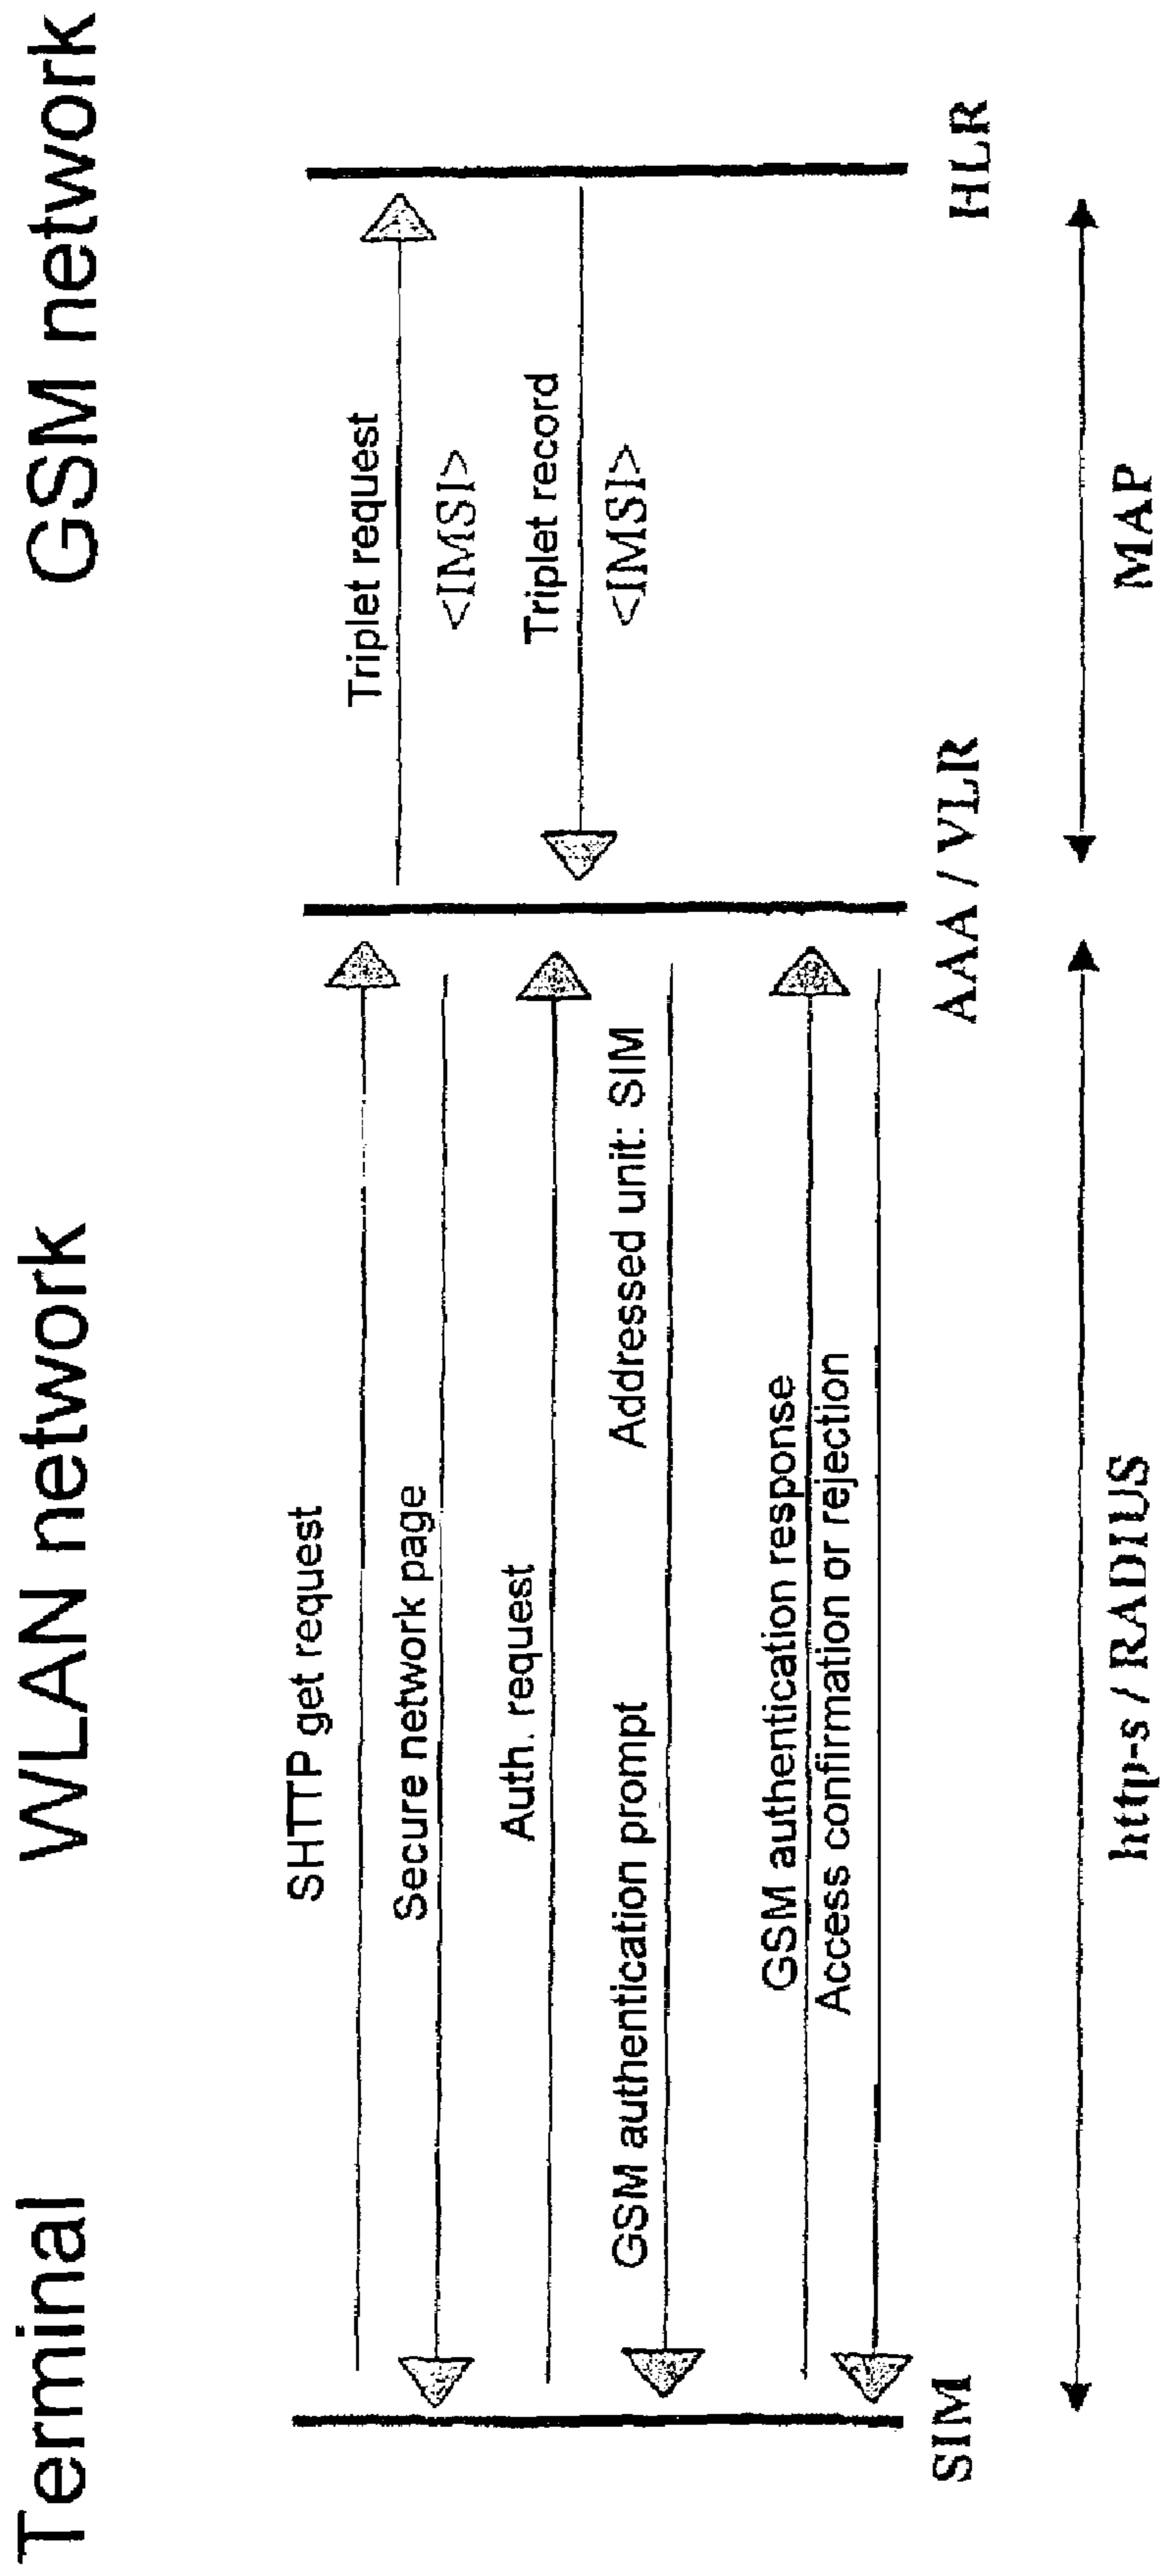 Terminal
WLAN network
GSM network
SHTTP get request
Triplet request
Secure network page
<IMSI>
Auth. request
Triplet record
GSM authentication prompt
Addressed unit: SIM
<IMSI>
GSM authentication response
Access confirmation or rejection
SIM
AAA / VLR
HLR
http-s / RADIUS
MAP